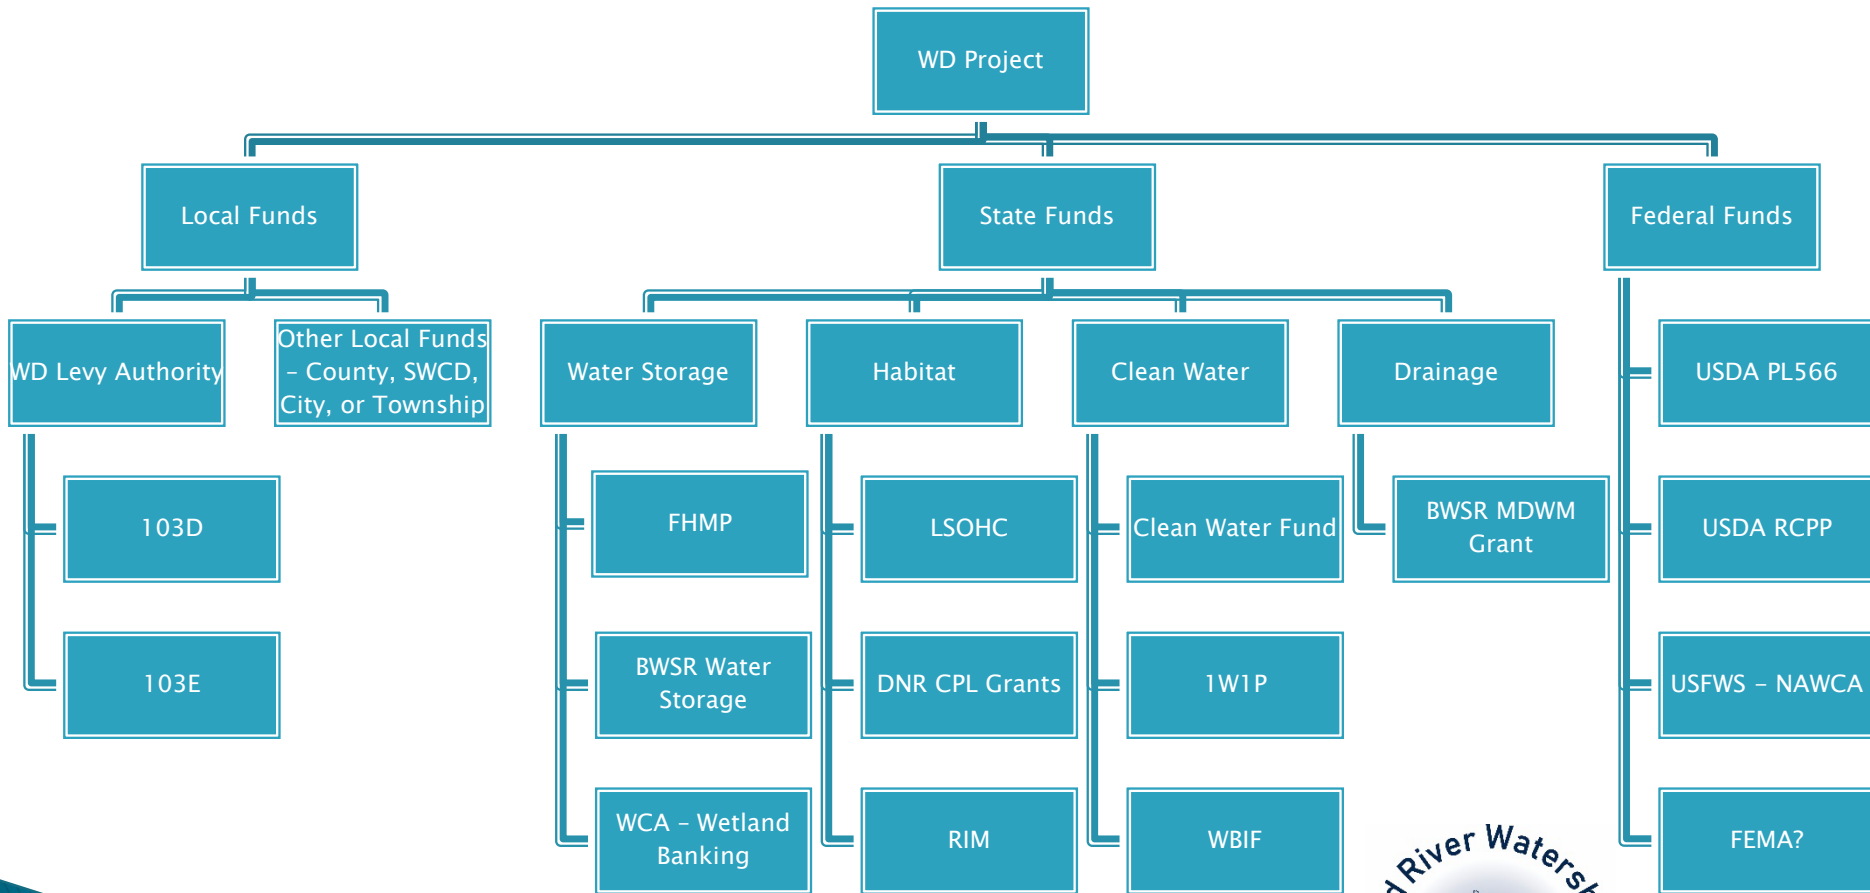 WD Project
Local Funds
State Funds
Federal Funds
WD Levy Authority
Other Local Funds
– County, SWCD,
City, or Township
Water Storage
Habitat
Clean Water
Drainage
USDA PL566
103D
FHMP
LSOHC
Clean Water Fund
BWSR MDWM
Grant
USDA RCPP
103E
BWSR Water
Storage
DNR CPL Grants
1W1P
USFWS – NAWCA
WCA – Wetland
Banking
RIM
WBIF
FEMA?
River